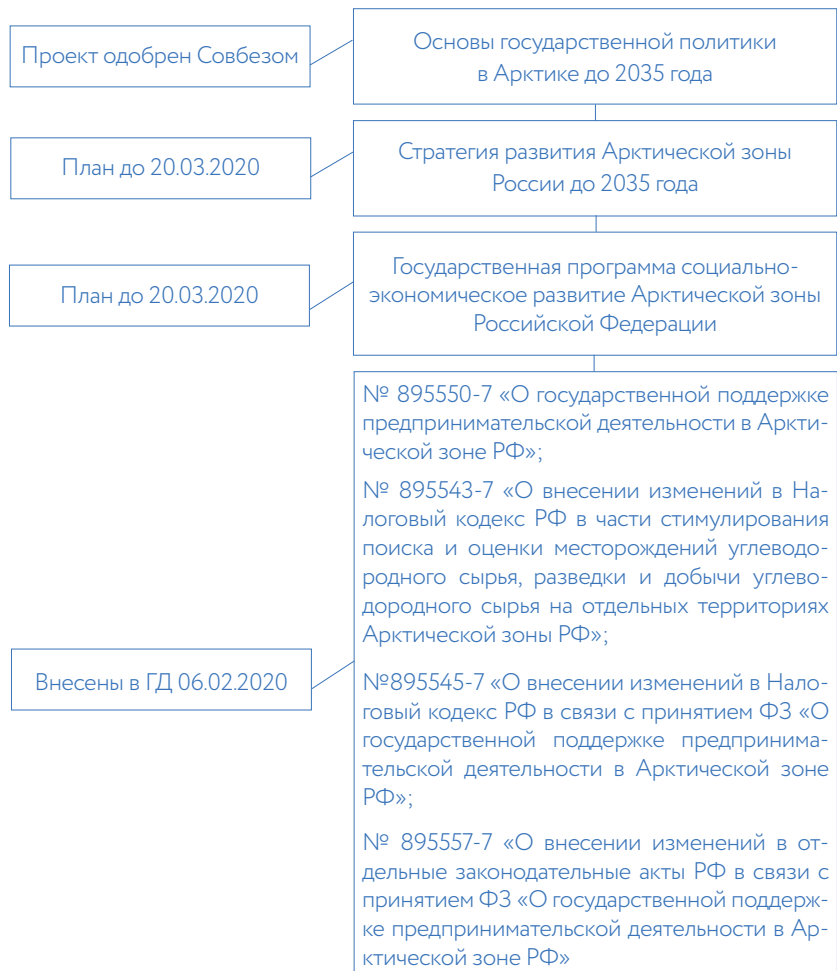 Проект одобрен Совбезом
Основы государственной политики
в Арктике до 2035 года
План до 20.03.2020
Стратегия развития Арктической зоны
России до 2035 года
План до 20.03.2020
Государственная программа социально-
экономическое развитие Арктической зоны
Российской Федерации
Внесены в ГД 06.02.2020
№ 895550-7 «О государственной поддержке
предпринимательской деятельности в Аркти-
ческой зоне РФ»;
№ 895543-7 «О внесении изменений в На-
логовый кодекс РФ в части стимулирования
поиска и оценки месторождений углеводо-
родного сырья, разведки и добычи углево-
дородного сырья на отдельных территориях
Арктической зоны РФ»;
№895545-7 «О внесении изменений в Нало-
говый кодекс РФ в связи с принятием ФЗ «О
государственной поддержке предпринима-
тельской деятельности в Арктической зоне
РФ»;
№ 895557-7 «О внесении изменений в от-
дельные законодательные акты РФ в связи с
принятием ФЗ «О государственной поддерж-
ке предпринимательской деятельности в Ар-
ктической зоне РФ»